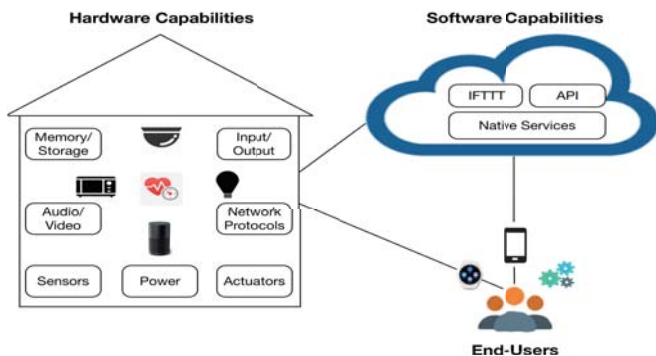 Hardware Capabilities
Software Capabilities
Memory/
Storage
Input/
Output
Audio/
Video
Network
Protocols
Sensors
Power
Actuators
IFTTT
API
Native Services
End-Users